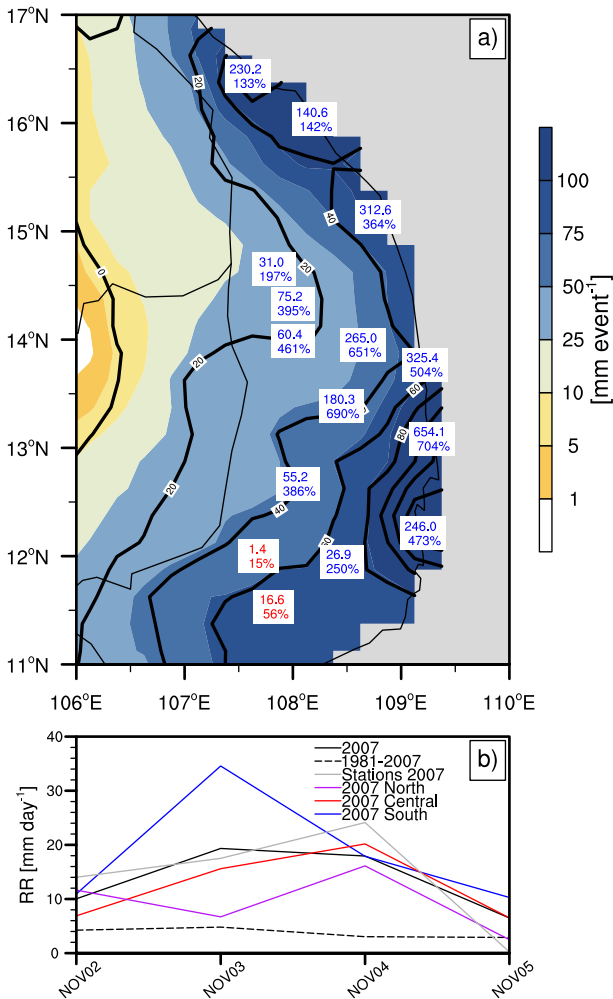 17°N
16°N
15°N
14°N
13°N
12°N
11°N
106°E
107°E
108°E
109°E
110°E
a)
20
230.2
133%
140.6
142%
40
312.6
364%
0
31.0
197%
20
75.2
395%
60.4
461%
265.0
651%
325.4
504%
20
180.3
690%
60
80
654.1
704%
55.2
386%
20
40
246.0
473%
1.4
15%
26.9
250%
16.6
56%
100
75
50
25
10
5
1
[mm event⁻¹]
b)
40
30
20
10
0
RR [mm day⁻¹]
2007
1981-2007
Stations 2007
2007 North
2007 Central
2007 South
NOV02
NOV03
NOV04
NOV05